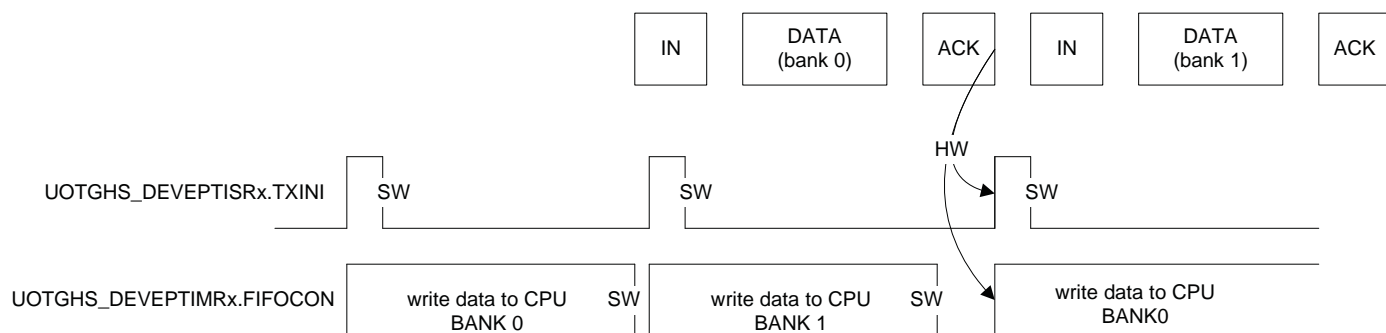 IN
DATA
(bank 0)
ACK
IN
DATA
(bank 1)
ACK
HW
UOTGHS_DEVEPTISRx.TXINI
SW
SW
SW
UOTGHS_DEVEPTIMRx.FIFOCON
write data to CPU
BANK 0
SW
write data to CPU
BANK 1
SW
write data to CPU
BANK0